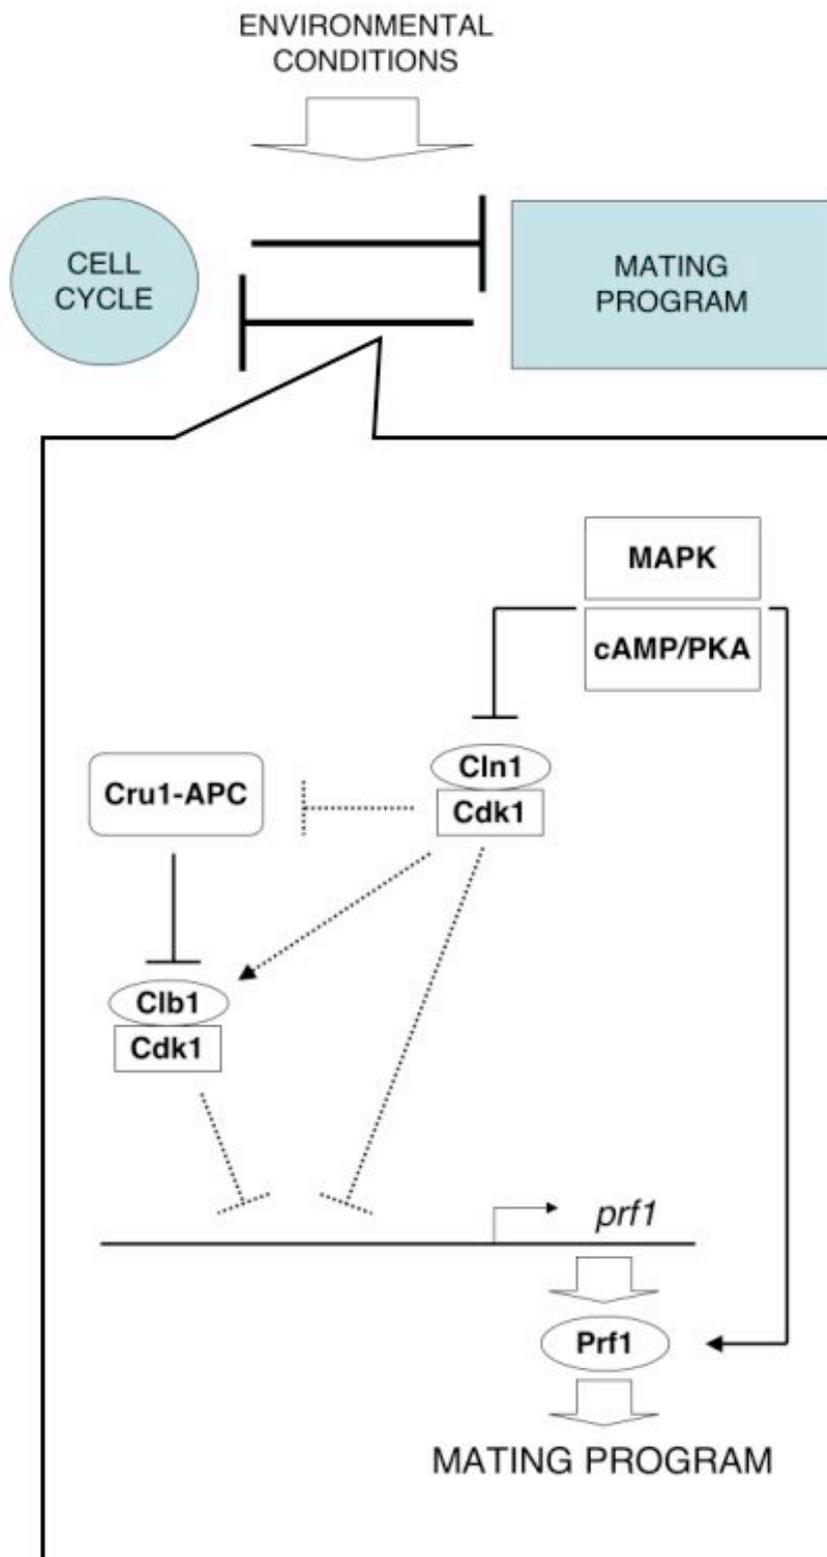 ENVIRONMENTAL
CONDITIONS
CELL
CYCLE
MATING
PROGRAM
MAPK
cAMP/PKA
Cln1
Cdk1
Cru1-APC
Clb1
Cdk1
prf1
Prf1
MATING PROGRAM